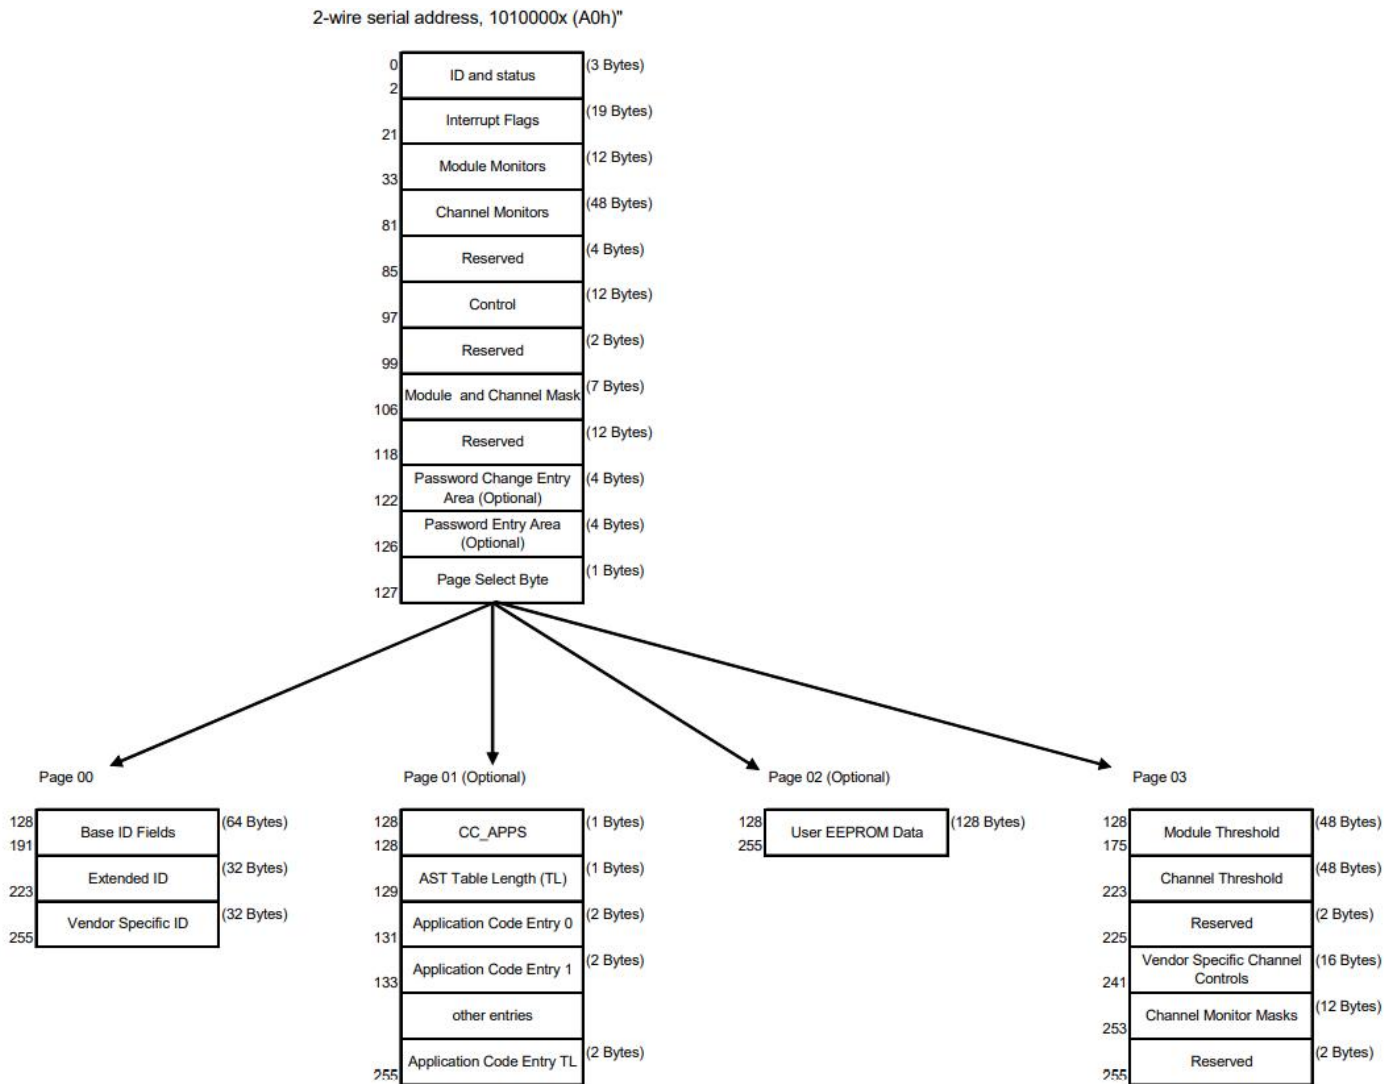 2-wire serial address, 1010000x (A0h)"
0 ID and status (3 Bytes)
2
Interrupt Flags (19 Bytes)
21
Module Monitors (12 Bytes)
33
Channel Monitors (48 Bytes)
81
Reserved (4 Bytes)
85
Control (12 Bytes)
97
Reserved (2 Bytes)
99
Module and Channel Mask (7 Bytes)
106
Reserved (12 Bytes)
118
Password Change Entry (4 Bytes)
Area (Optional)
122
Password Entry Area (4 Bytes)
(Optional)
126
Page Select Byte (1 Bytes)
127
Page 00
128 Base ID Fields (64 Bytes)
191
Extended ID (32 Bytes)
223
Vendor Specific ID (32 Bytes)
255
Page 01 (Optional)
128 CC_APPS (1 Bytes)
128
AST Table Length (TL) (1 Bytes)
129
Application Code Entry 0 (2 Bytes)
131
Application Code Entry 1 (2 Bytes)
133
other entries
Application Code Entry TL (2 Bytes)
255
Page 02 (Optional)
128 User EEPROM Data (128 Bytes)
255
Page 03
128 Module Threshold (48 Bytes)
175
Channel Threshold (48 Bytes)
223
Reserved (2 Bytes)
225
Vendor Specific Channel (16 Bytes)
Controls
241
Channel Monitor Masks (12 Bytes)
253
Reserved (2 Bytes)
255